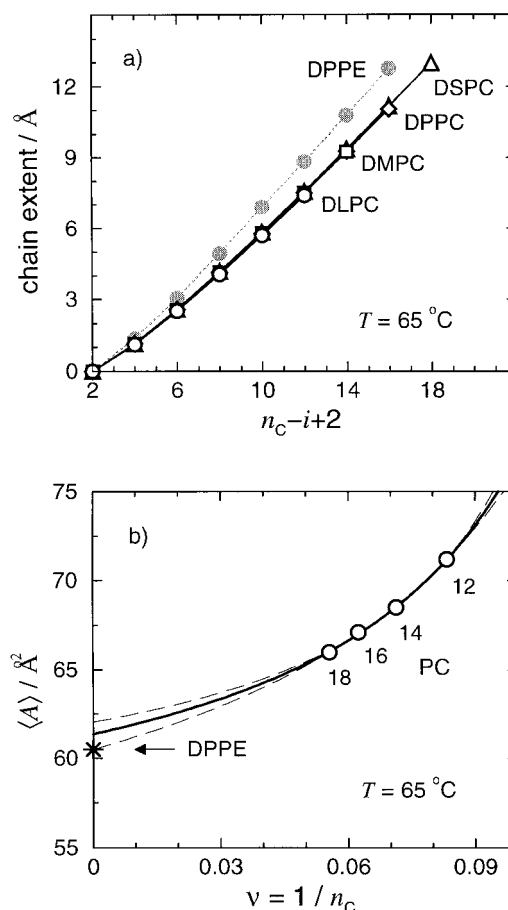 a)
DPPE
DSPC
DPPC
DMPC
DLPC
T = 65 °C
chain extent / Å
12
9
6
3
0
2 6 10 14 18
n_C−i+2
b)
75
70
65
60
55
12
14
16
18
PC
DPPE
T = 65 °C
⟨A⟩ / Å²
0 0.03 0.06 0.09
ν = 1 / n_C